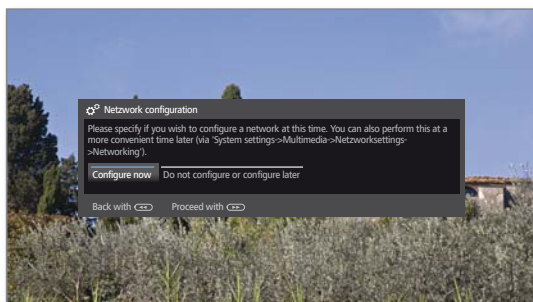 Netzwork configuration
Please specify if you wish to configure a network at this time. You can also perform this at a
more convenient time later (via 'System settings->Multimedia->Netzworksettings-
>Networking').
Configure now Do not configure or configure later
Back with Proceed with